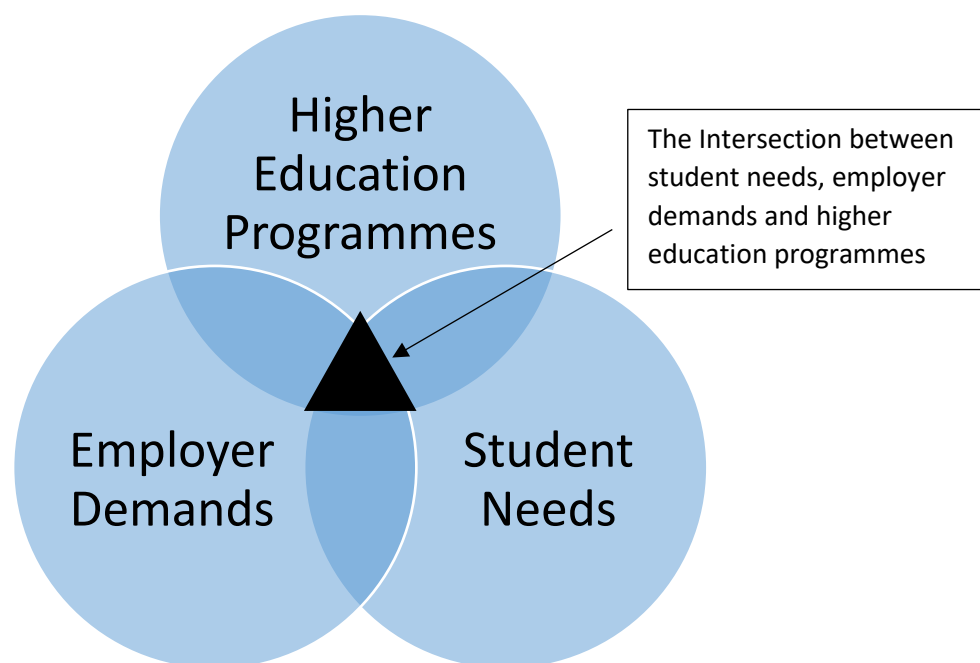 Higher
Education
Programmes
The Intersection between
student needs, employer
demands and higher
education programmes
Employer
Demands
Student
Needs